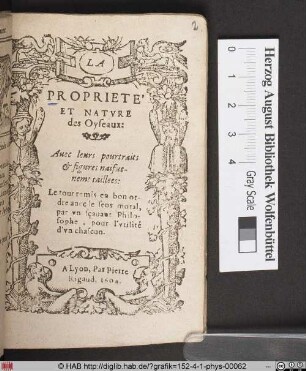 2
LA
PROPRIETE'
ET NATVRE
des Oyseaux:
Auec leurs pourtraits
& figures naifue-
ment taillees:
Le tout remis en bon or-
dre auec le sens moral,
par vn sçauant Philo-
sophe, pour l'vtilité
d'vn chascun.
A Lyon, Par Pierre
Rigaud. 1604.
Herzog August Bibliothek Wolfenbüttel
0 1 2 3 4
Grey Scale
© HAB http://diglib.hab.de/?grafik=152-4-1-phys-00062